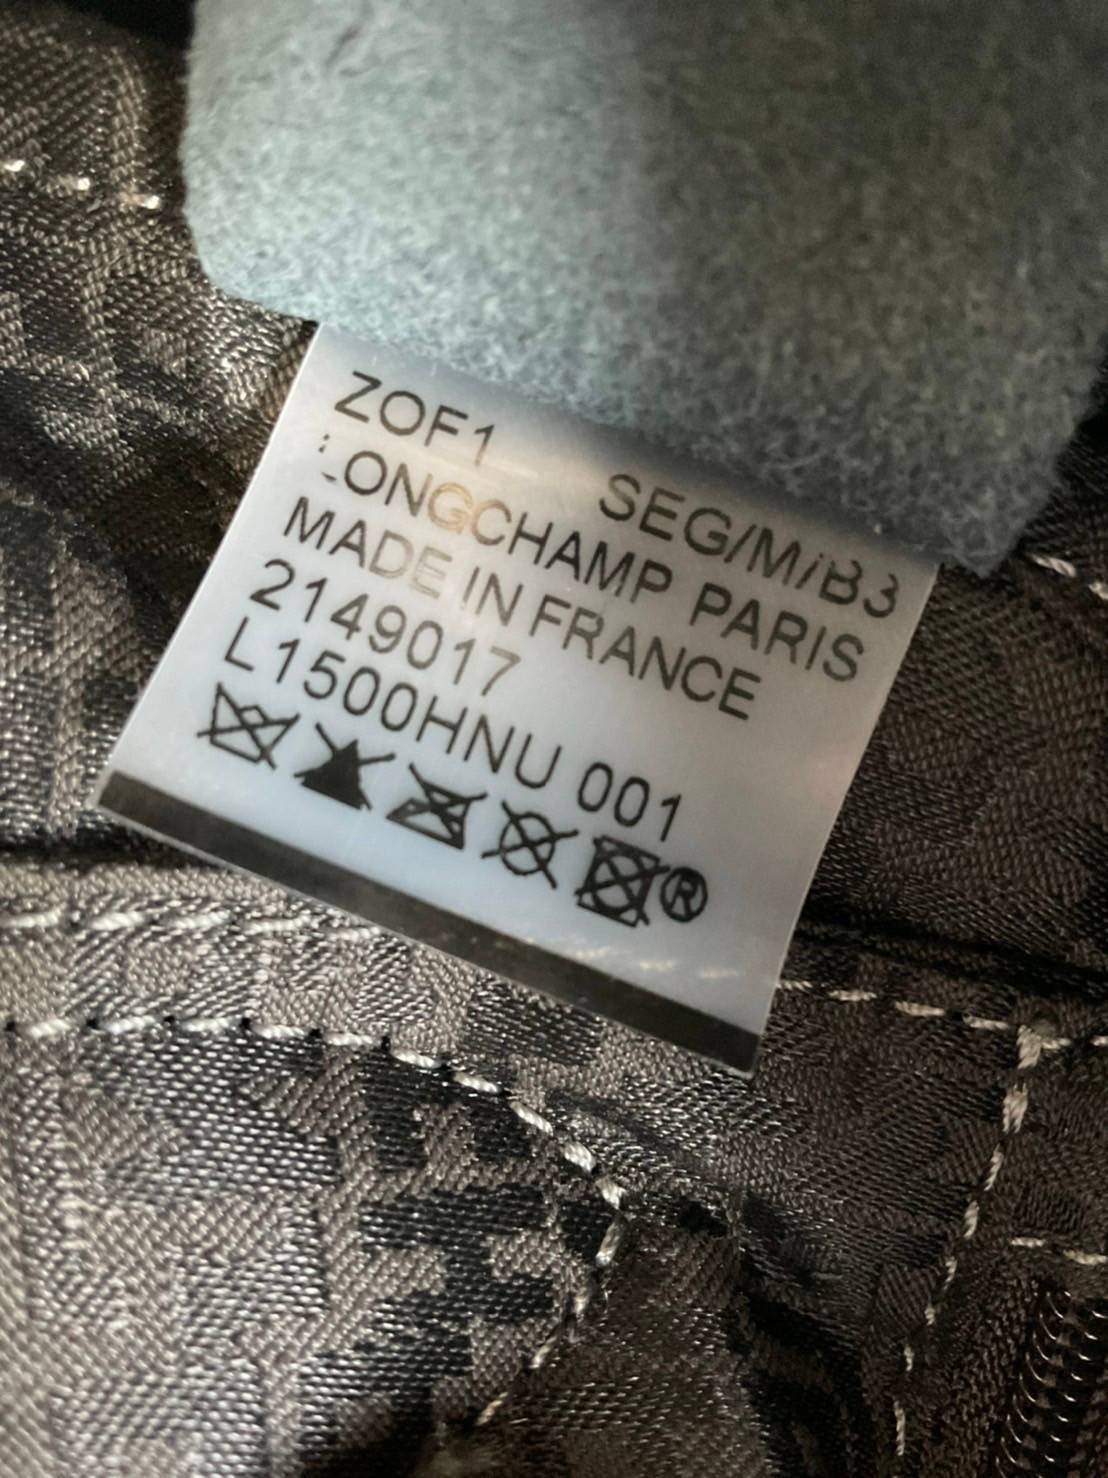 ZOF1 SEG/M/B3
LONGCHAMP PARIS
MADE IN FRANCE
2149017
L1500HNU 001
®